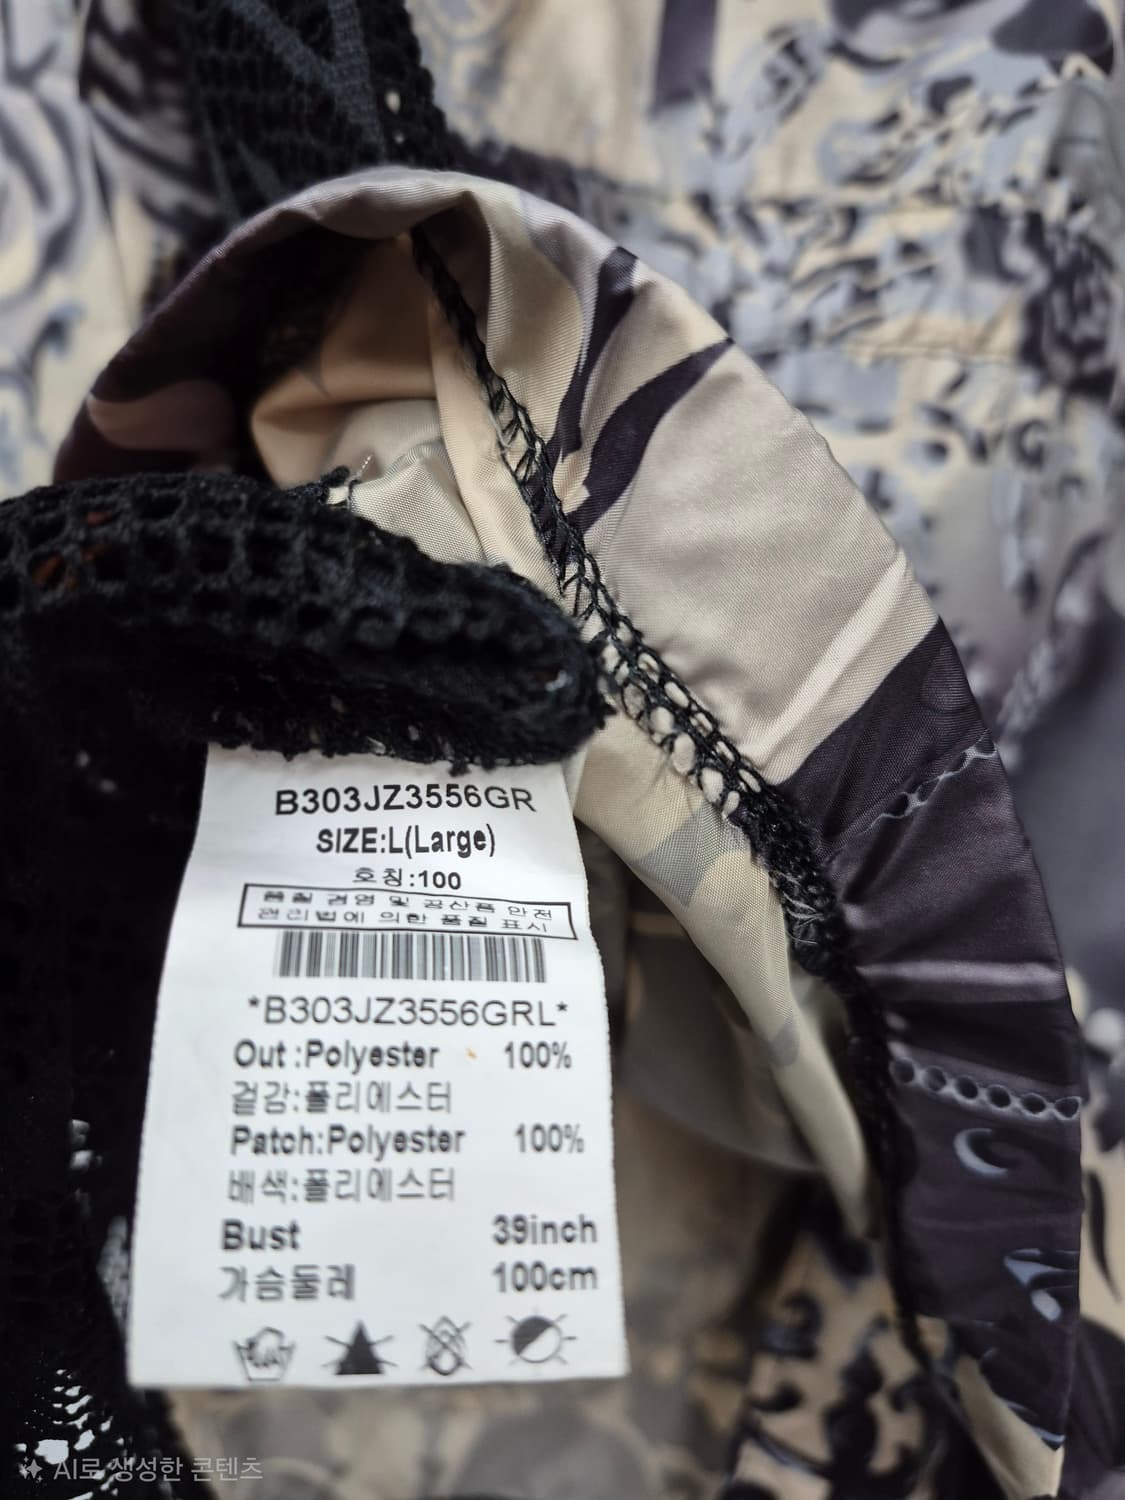 B303JZ3556GR
SIZE:L(Large)
호칭:100
품질 경영 및 공산품 안전
관리법에 의한 품질 표시
*B303JZ3556GRL*
Out :Polyester 100%
겉감:폴리에스터
Patch:Polyester 100%
배색:폴리에스터
Bust 39inch
가슴둘레 100cm
AI로 생성한 콘텐츠